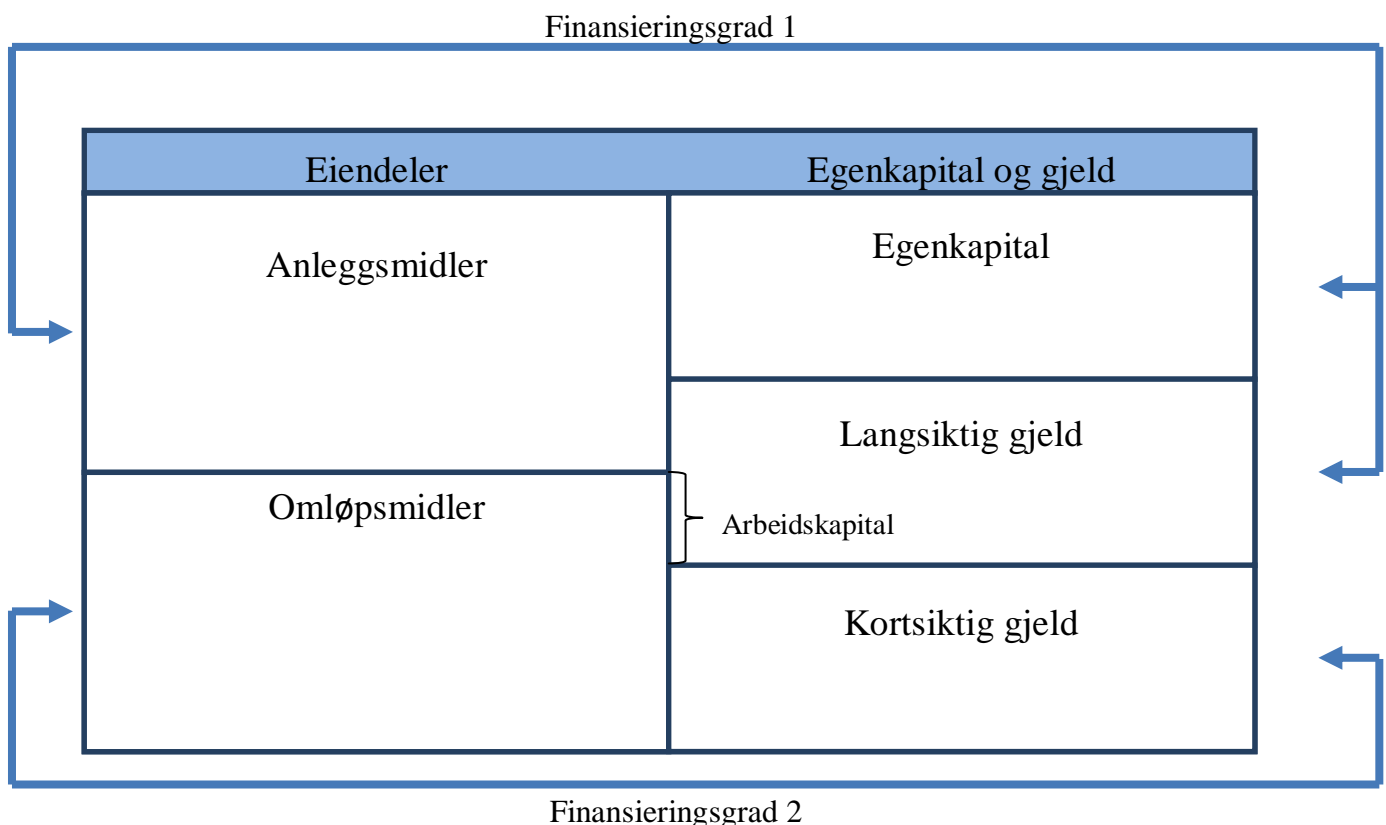 Finansieringsgrad 1
Eiendeler
Egenkapital og gjeld
Anleggsmidler
Egenkapital
Langsiktig gjeld
Omløpsmidler
Arbeidskapital
Kortsiktig gjeld
Finansieringsgrad 2